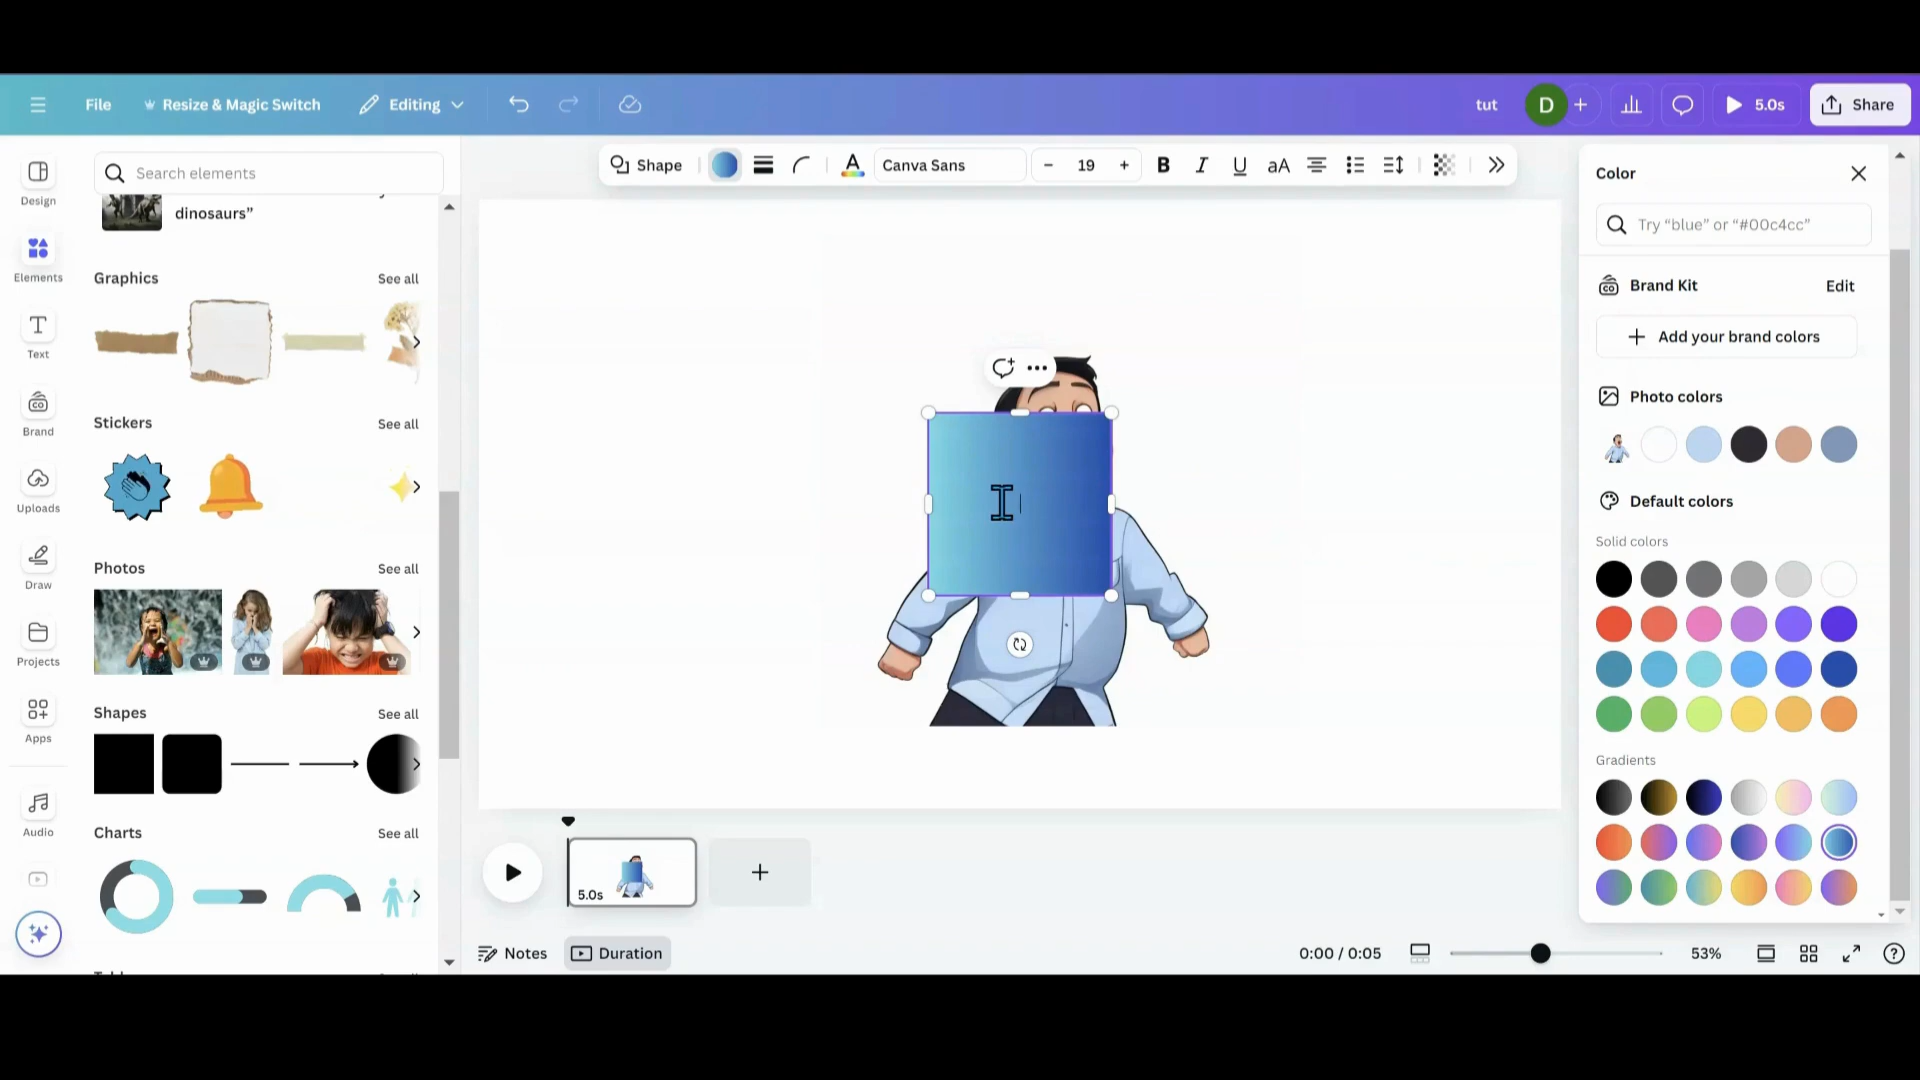 File
Resize & Magic Switch
Editing
tut
D
5.0s
Share
Design
Elements
Text
Brand
Uploads
Draw
Projects
Apps
Audio
Search elements
dinosaurs”
Graphics
See all
Stickers
See all
Photos
See all
Shapes
See all
Charts
See all
Shape
Canva Sans
– 19 +
B I U aA
Color
Try “blue” or “#00c4cc”
Brand Kit
Edit
Add your brand colors
Photo colors
Default colors
Solid colors
Gradients
5.0s
Notes
Duration
0:00 / 0:05
53%